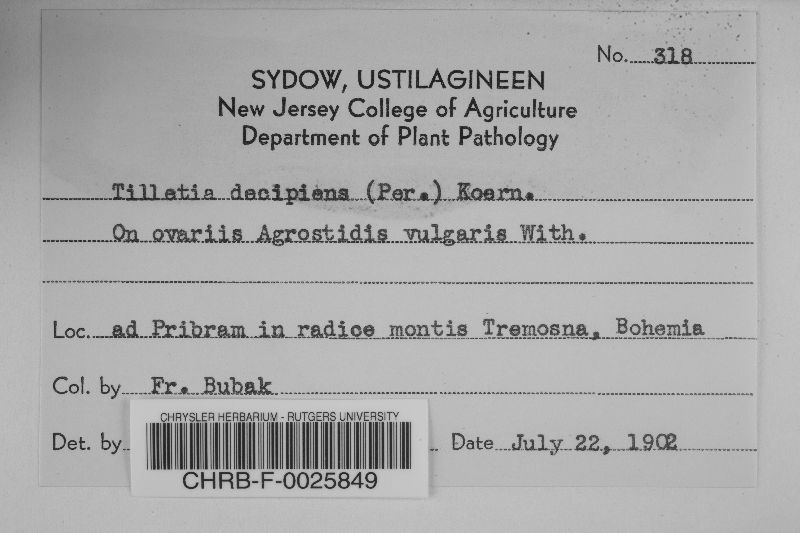 No. 318
SYDOW, USTILAGINEEN
New Jersey College of Agriculture
Department of Plant Pathology
Tilletia decipiens (Per.) Koern.
On ovariis Agrostidis vulgaris With.
Loc. ad Pribram in radice montis Tremosna, Bohemia
Col. by Fr. Bubak
CHRYSLER HERBARIUM - RUTGERS UNIVERSITY
Det. by Date July 22, 1902
CHRB-F-0025849